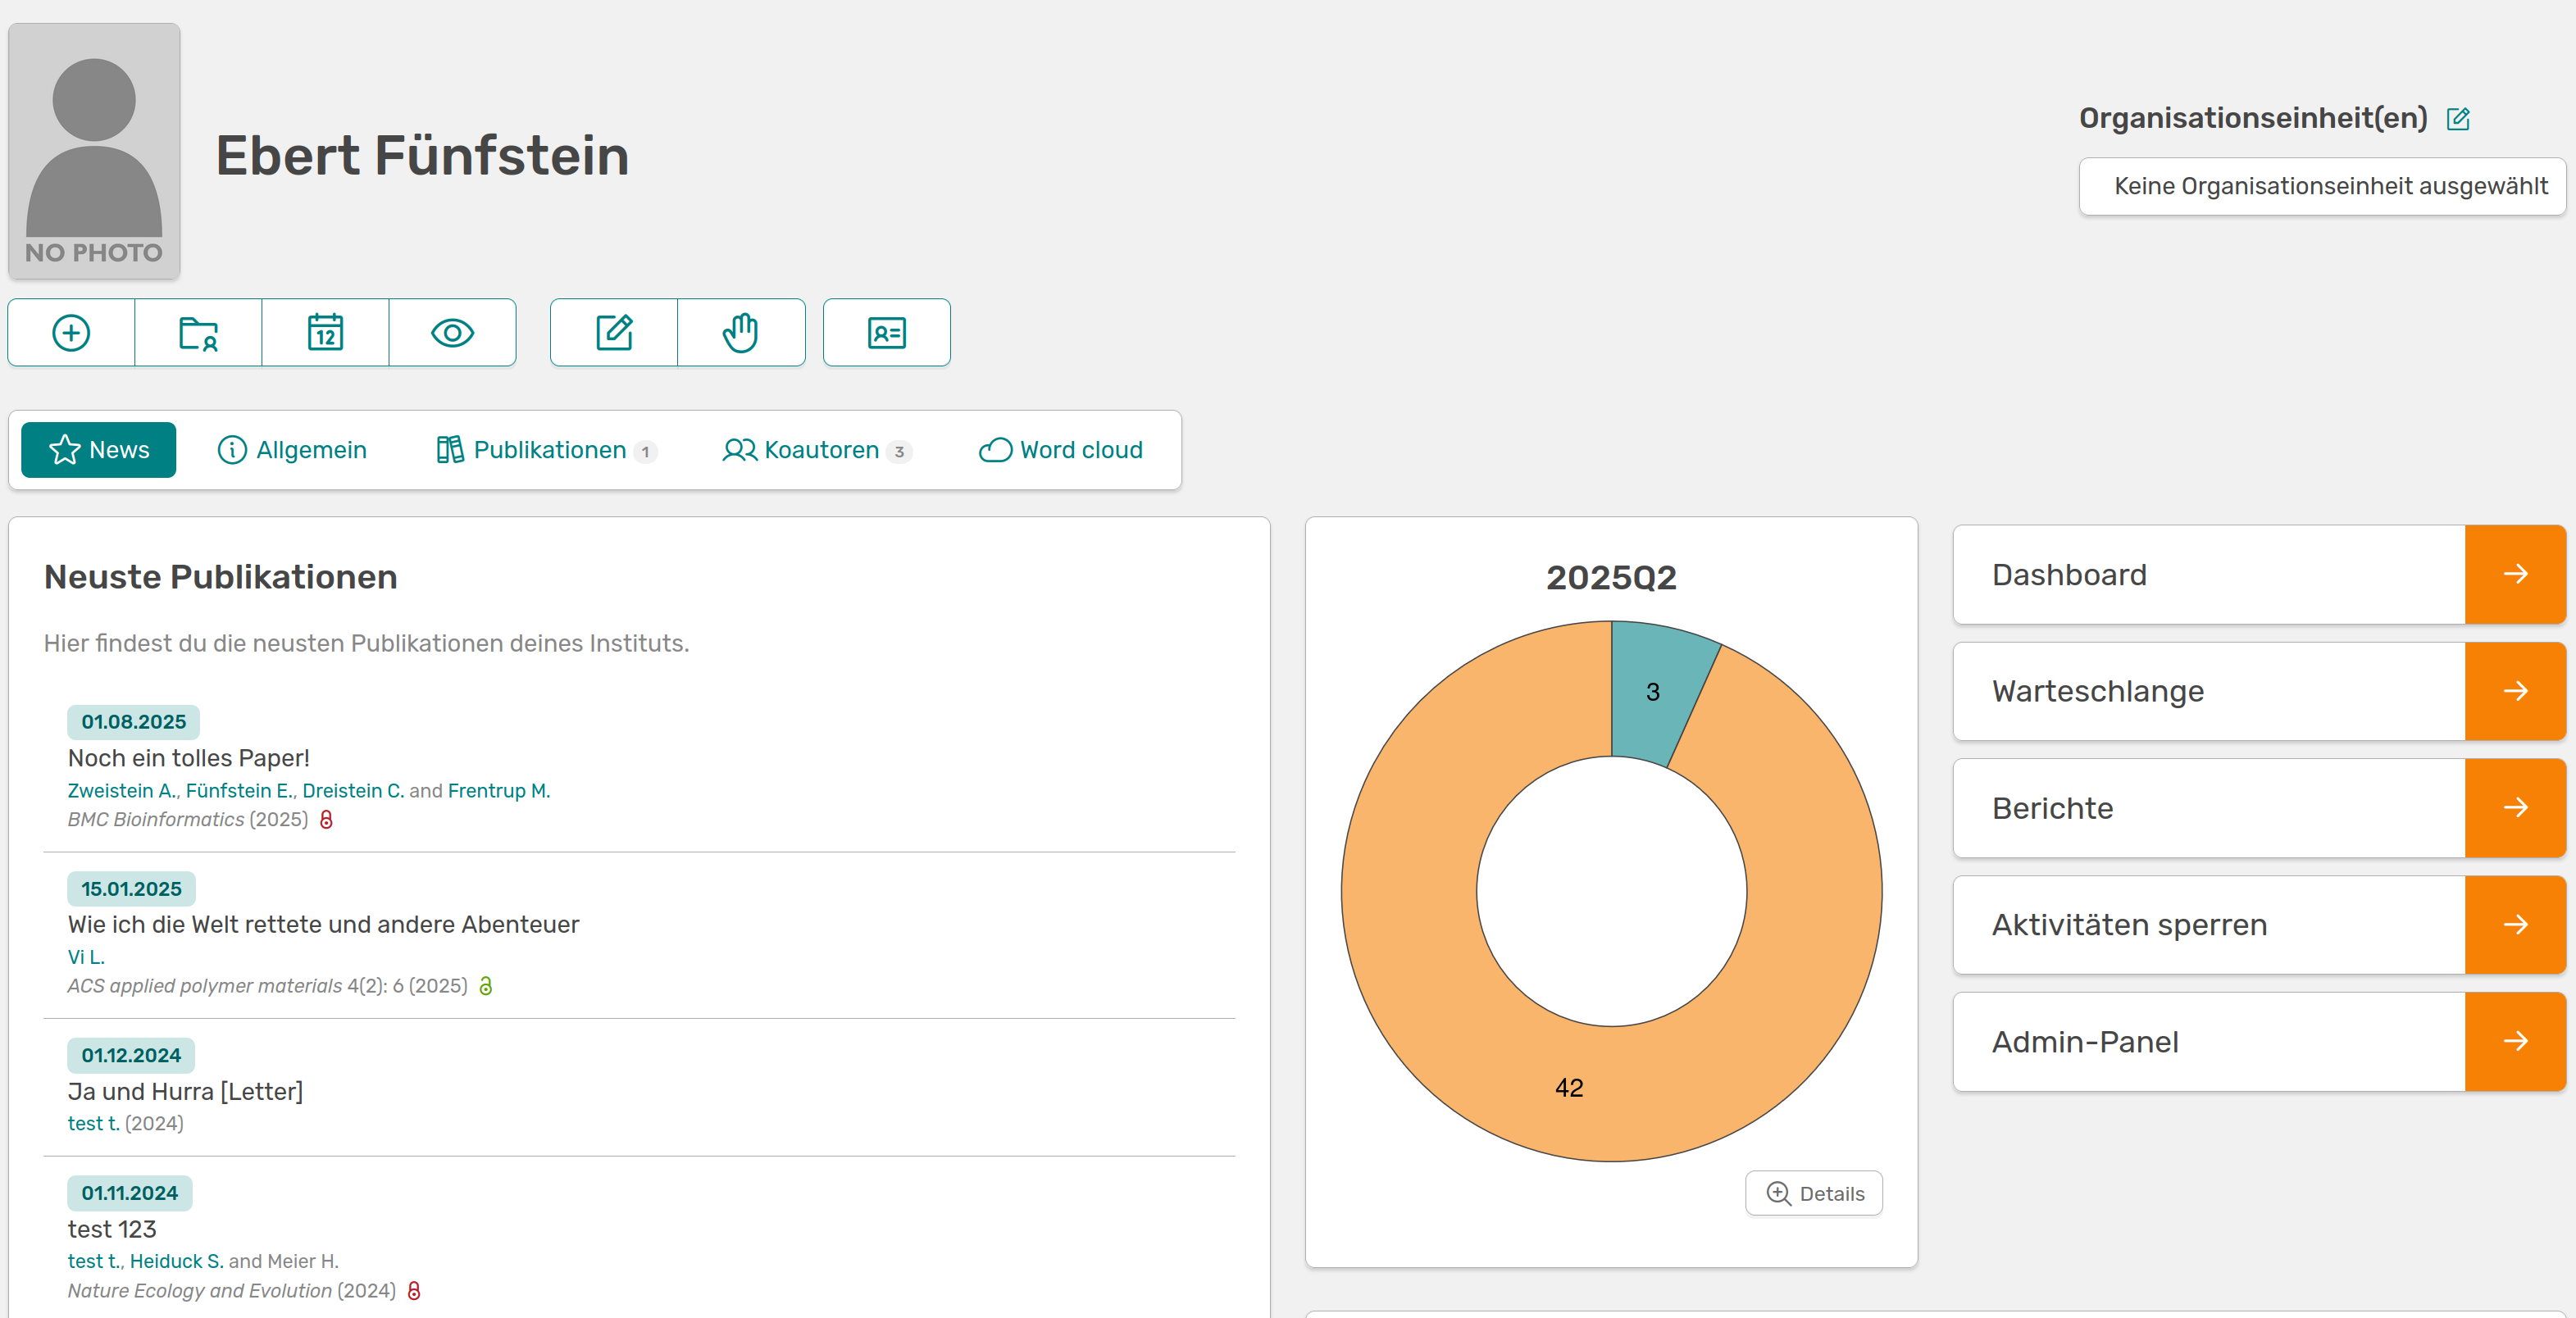 NO PHOTO
Ebert Fünfstein
Organisationseinheit(en)
Keine Organisationseinheit ausgewählt
12
News
Allgemein
Publikationen 1
Koautoren 3
Word cloud
Neuste Publikationen
Hier findest du die neusten Publikationen deines Instituts.
01.08.2025
Noch ein tolles Paper!
Zweistein A., Fünfstein E., Dreistein C. and Frentrup M.
BMC Bioinformatics (2025)
15.01.2025
Wie ich die Welt rettete und andere Abenteuer
Vi L.
ACS applied polymer materials 4(2): 6 (2025)
01.12.2024
Ja und Hurra [Letter]
test t. (2024)
01.11.2024
test 123
test t., Heiduck S. and Meier H.
Nature Ecology and Evolution (2024)
2025Q2
3
42
Details
Dashboard
Warteschlange
Berichte
Aktivitäten sperren
Admin-Panel